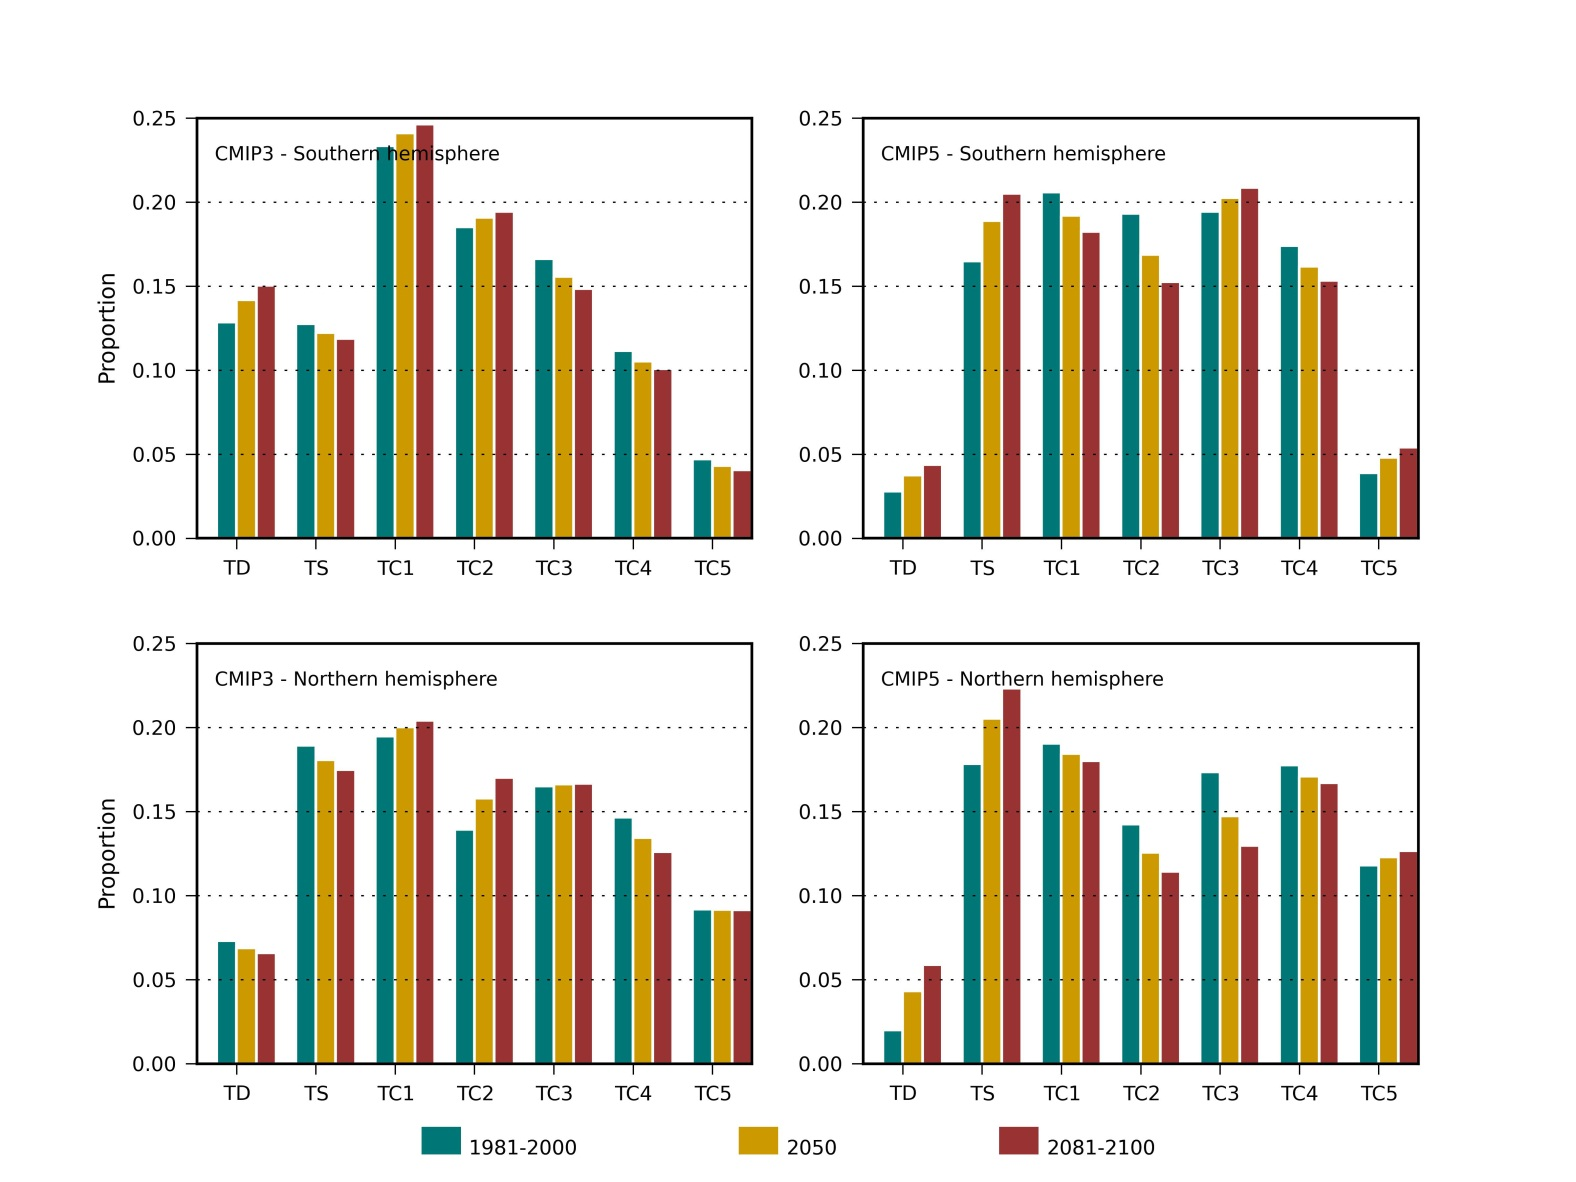 CMIP3 - Southern hemisphere
Proportion
0.25
0.20
0.15
0.10
0.05
0.00
TD TS TC1 TC2 TC3 TC4 TC5
CMIP5 - Southern hemisphere
0.25
0.20
0.15
0.10
0.05
0.00
TD TS TC1 TC2 TC3 TC4 TC5
CMIP3 - Northern hemisphere
Proportion
0.25
0.20
0.15
0.10
0.05
0.00
TD TS TC1 TC2 TC3 TC4 TC5
CMIP5 - Northern hemisphere
0.25
0.20
0.15
0.10
0.05
0.00
TD TS TC1 TC2 TC3 TC4 TC5
1981-2000 2050 2081-2100